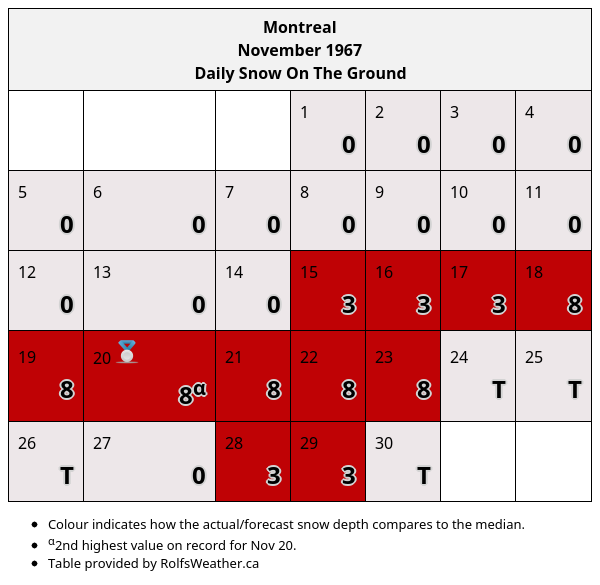 Montreal
November 1967
Daily Snow On The Ground
1 2 3 4
0 0 0 0
5 6 7 8 9 10 11
0 0 0 0 0 0 0
12 13 14 15 16 17 18
0 0 0 3 3 3 8
19 20 21 22 23 24 25
8 8α 8 8 8 T T
26 27 28 29 30
T 0 3 3 T
• Colour indicates how the actual/forecast snow depth compares to the median.
• α2nd highest value on record for Nov 20.
• Table provided by RolfsWeather.ca